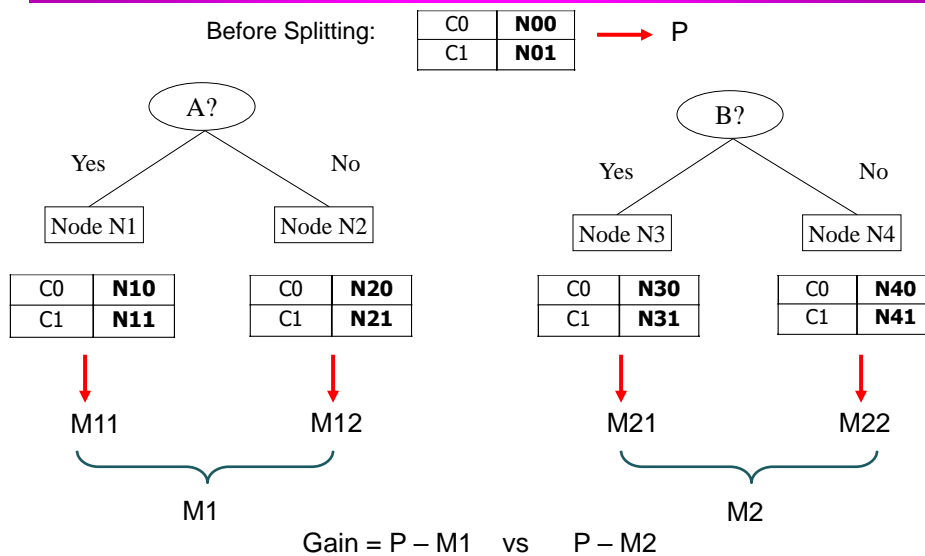 Before Splitting:
C0 N00
C1 N01
P
A?
Yes No
Node N1 Node N2
C0 N10
C1 N11
C0 N20
C1 N21
M11 M12
M1
B?
Yes No
Node N3 Node N4
C0 N30
C1 N31
C0 N40
C1 N41
M21 M22
M2
Gain = P – M1 vs P – M2